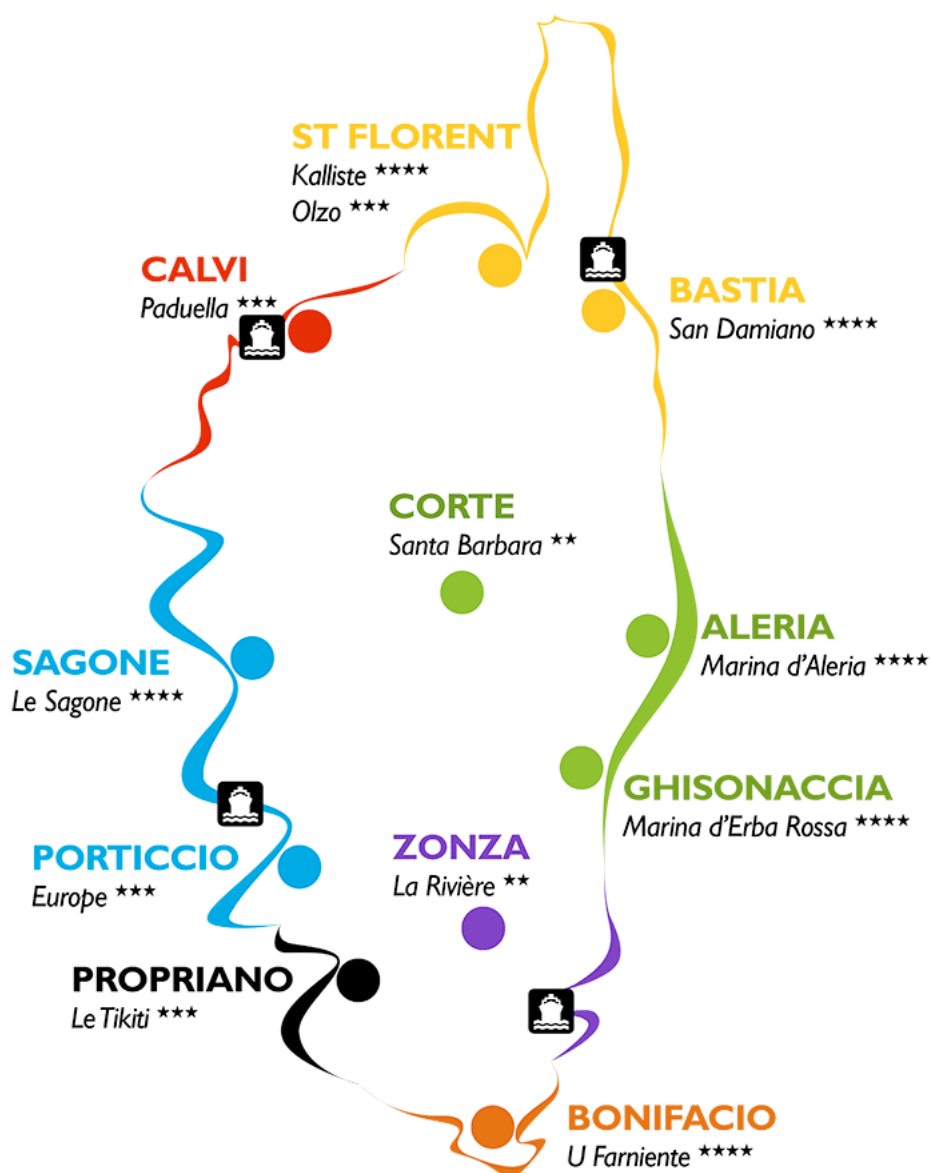 ST FLORENT
Kalliste ★★★★
Olzo ★★★
CALVI
Paduella ★★★
BASTIA
San Damiano ★★★★
CORTE
Santa Barbara ★★
ALERIA
Marina d'Aleria ★★★★
SAGONE
Le Sagone ★★★★
GHISONACCIA
Marina d'Erba Rossa ★★★★
ZONZA
La Rivière ★★
PORTICCIO
Europe ★★★
PROPRIANO
Le Tikiti ★★★
BONIFACIO
U Farniente ★★★★